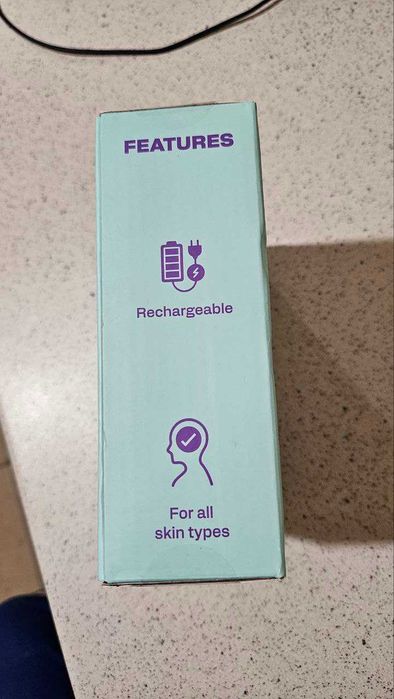 FEATURES
Rechargeable
For all
skin types